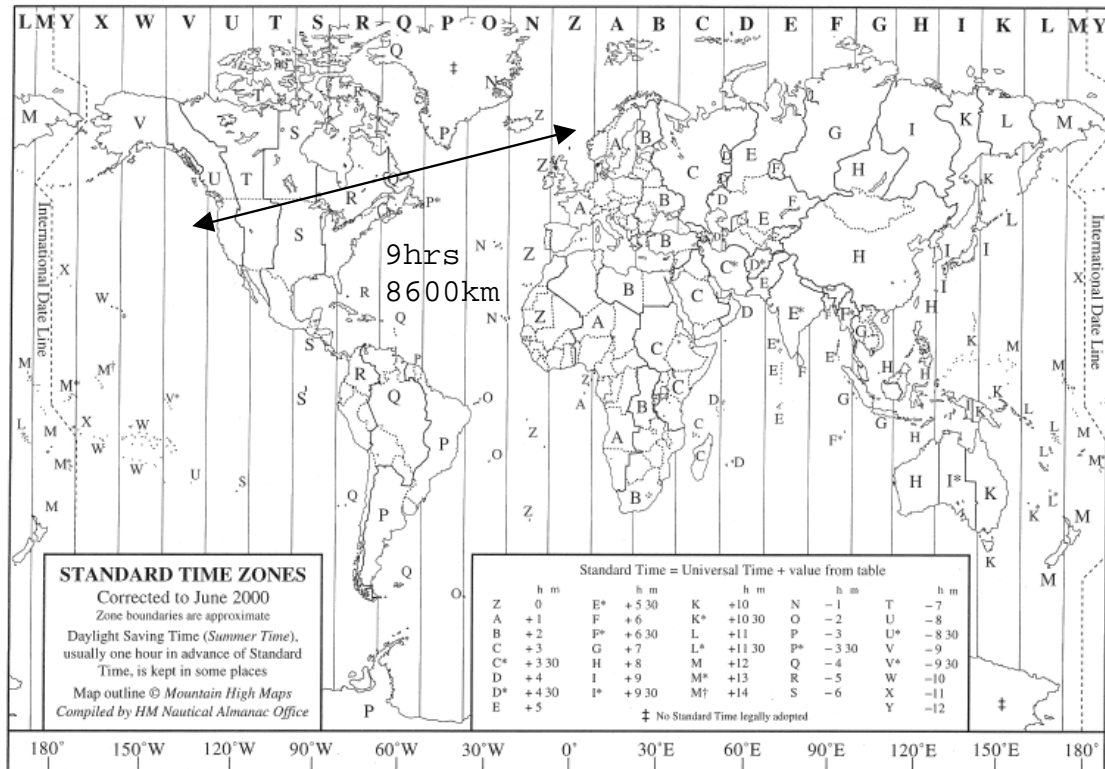 L M Y X W V U T S R Q P O N Z A B C D E F G H I K L M Y
International Date Line
International Date Line
9hrs
8600km
STANDARD TIME ZONES
Corrected to June 2000
Zone boundaries are approximate
Daylight Saving Time (Summer Time),
usually one hour in advance of Standard
Time, is kept in some places
Map outline © Mountain High Maps
Compiled by HM Nautical Almanac Office
Standard Time = Universal Time + value from table
h m h m h m h m h m
Z 0 E* + 5 30 K +10 N − 1 T − 7
A + 1 F + 6 K* +10 30 O − 2 U − 8
B + 2 F* + 6 30 L +11 P − 3 U* − 8 30
C + 3 G + 7 L* +11 30 P* − 3 30 V − 9
C* + 3 30 H + 8 M +12 Q − 4 V* − 9 30
D + 4 I + 9 M* +13 R − 5 W −10
D* + 4 30 I* + 9 30 M† +14 S − 6 X −11
E + 5 Y −12
‡ No Standard Time legally adopted
180° 150°W 120°W 90°W 60°W 30°W 0° 30°E 60°E 90°E 120°E 150°E 180°